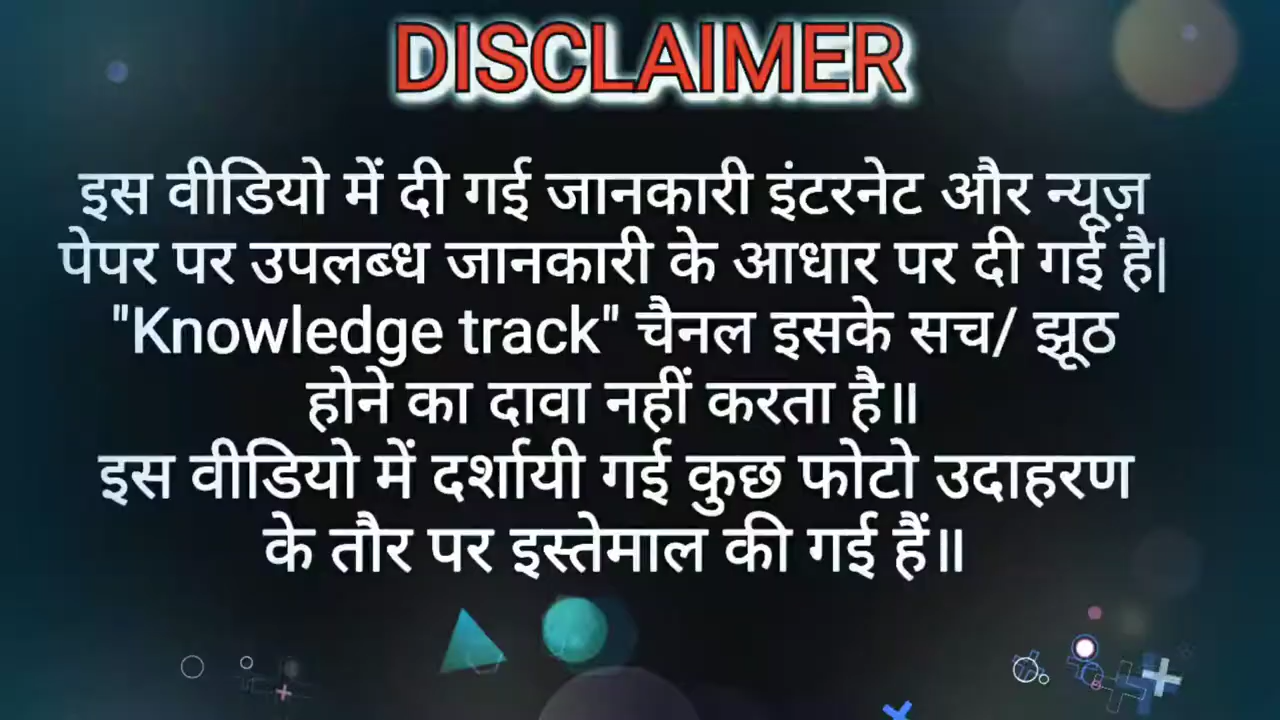 DISCLAIMER
इस वीडियो में दी गई जानकारी इंटरनेट और न्यूज़
पेपर पर उपलब्ध जानकारी के आधार पर दी गई है|
"Knowledge track" चैनल इसके सच/ झूठ
होने का दावा नहीं करता है॥
इस वीडियो में दर्शायी गई कुछ फोटो उदाहरण
के तौर पर इस्तेमाल की गई हैं॥